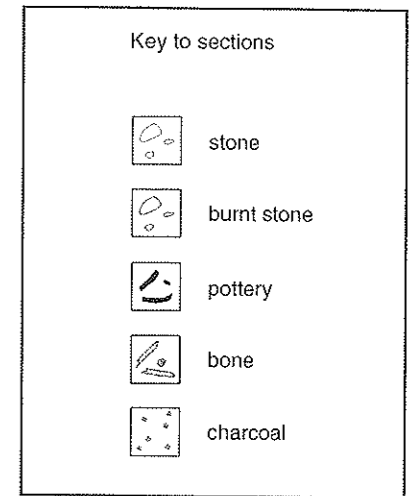 Key to sections
stone
burnt stone
pottery
bone
charcoal